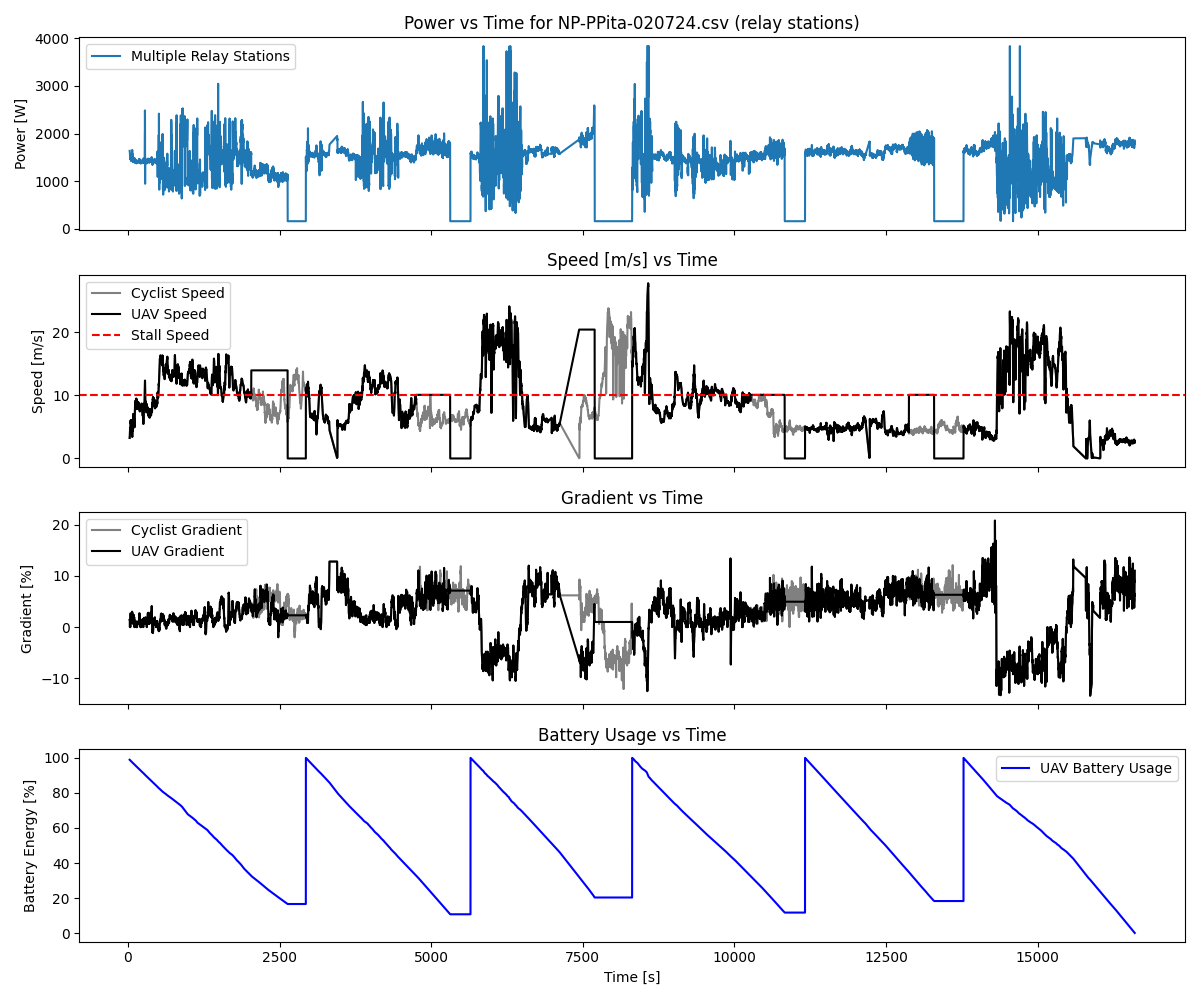 Power vs Time for NP-PPita-020724.csv (relay stations)
Multiple Relay Stations
Power [W]
4000
3000
2000
1000
0
Speed [m/s] vs Time
Cyclist Speed
UAV Speed
Stall Speed
Speed [m/s]
20
10
0
Gradient vs Time
Cyclist Gradient
UAV Gradient
Gradient [%]
20
10
0
−10
Battery Usage vs Time
UAV Battery Usage
Battery Energy [%]
100
80
60
40
20
0
0 2500 5000 7500 10000 12500 15000
Time [s]